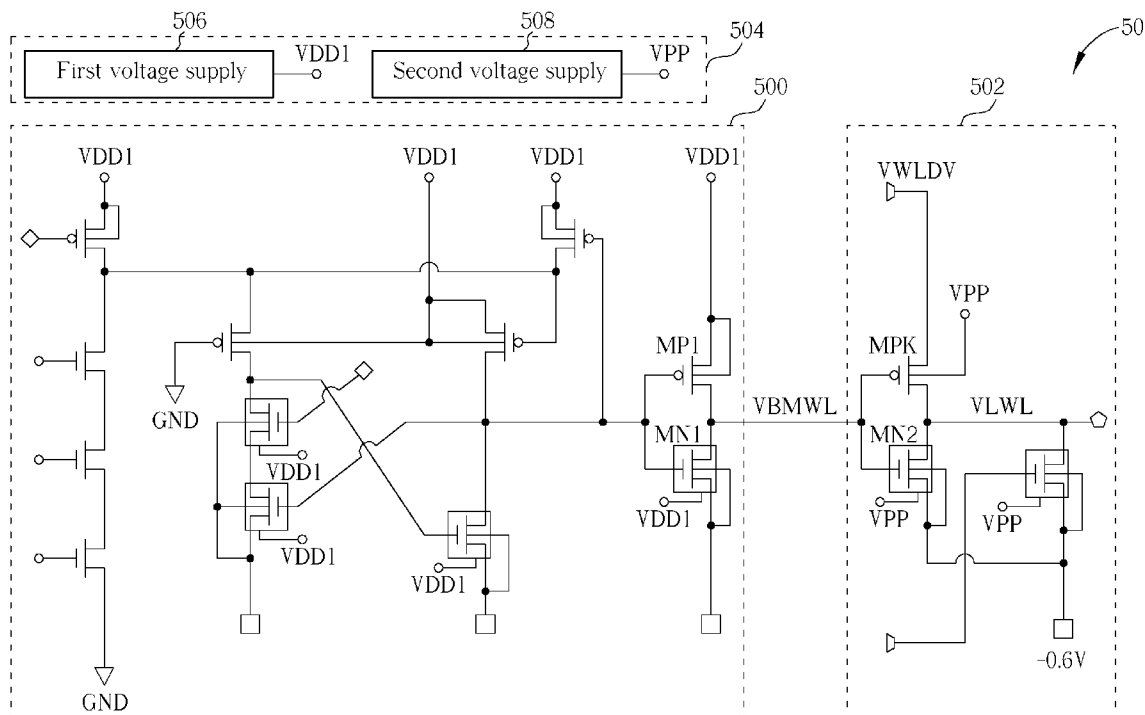 506
508
504
50
First voltage supply
VDD1
Second voltage supply
VPP
500
502
VDD1
VDD1
VDD1
VDD1
VWLDV
VPP
MP1
MPK
GND
VBMWL
VLWL
MN1
MN2
VDD1
VDD1
VPP
VPP
VDD1
VDD1
-0.6V
GND